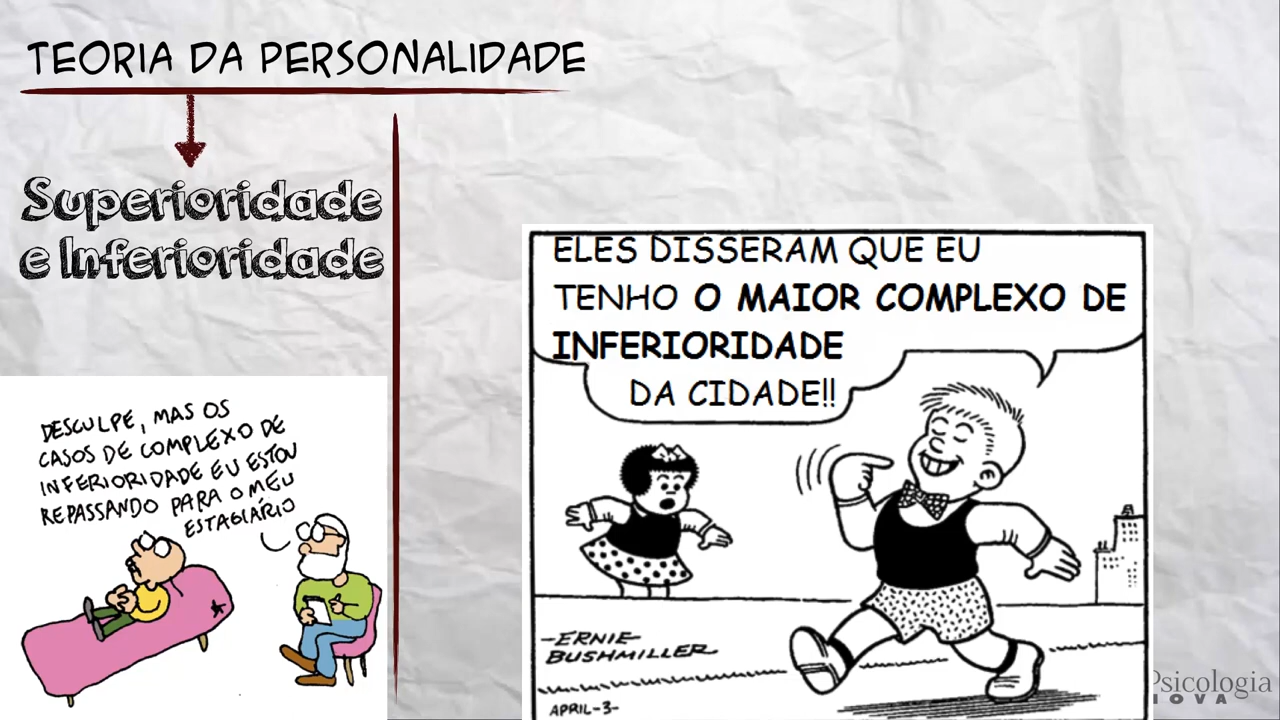 TEORIA DA PERSONALIDADE
Superioridade
e Inferioridade
DESCULPE, MAS OS
CASOS DE COMPLEXO DE
INFERIORIDADE EU ESTOU
REPASSANDO PARA O MEU
ESTAGIÁRIO
ELES DISSERAM QUE EU
TENHO O MAIOR COMPLEXO DE
INFERIORIDADE
DA CIDADE!!
-ERNIE
BUSHMILLER-
APRIL-3-
Psicologia
NOVA